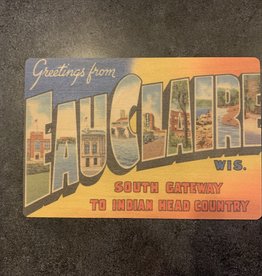 Greetings from
EAU CLAIRE
WIS.
SOUTH GATEWAY
TO INDIAN HEAD COUNTRY